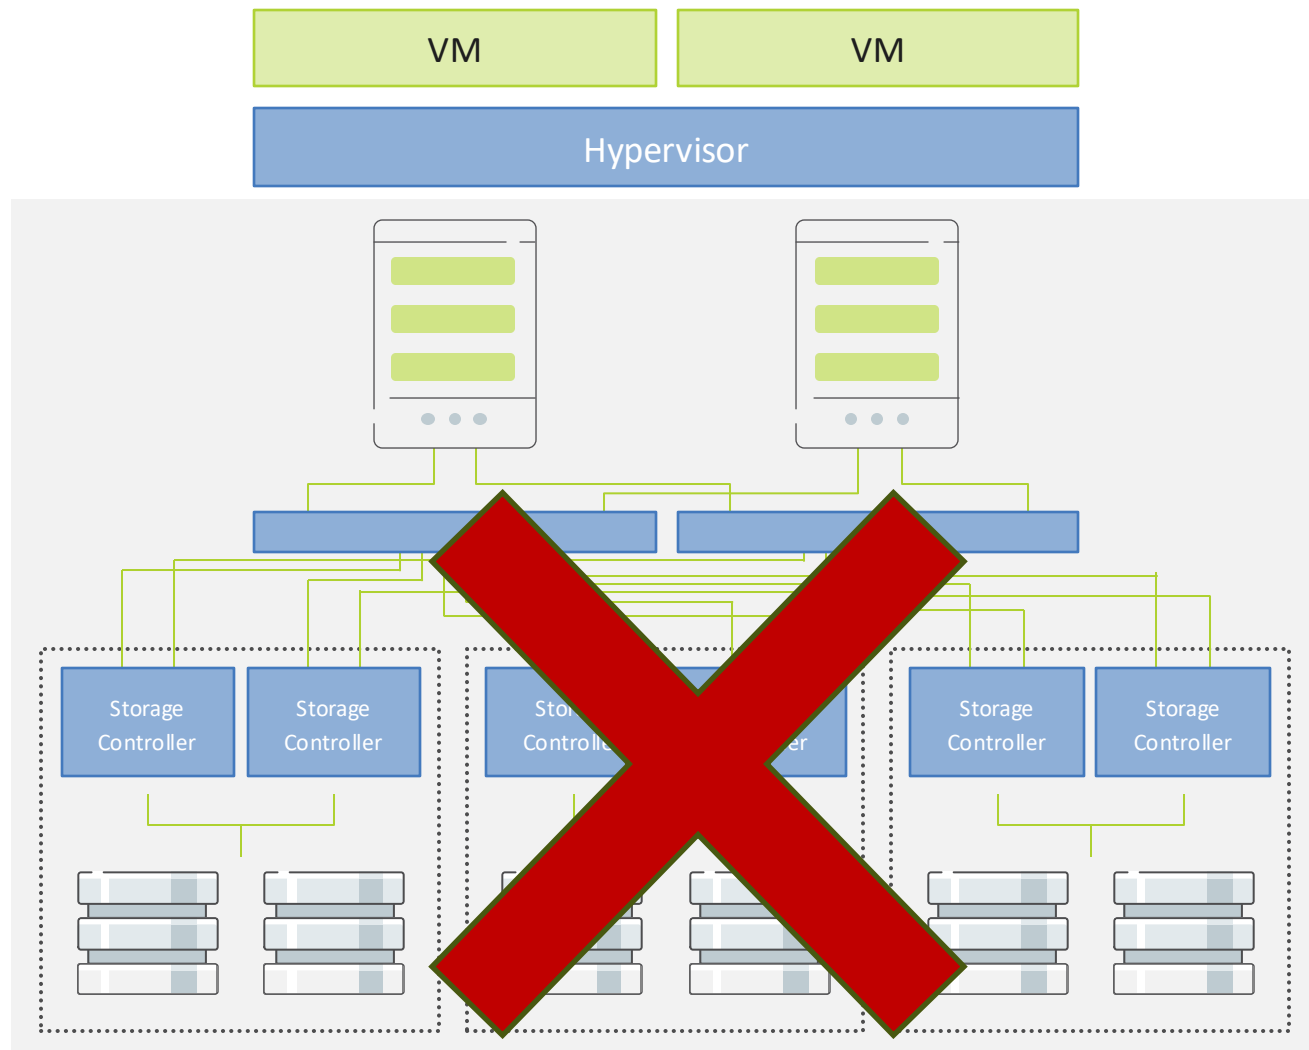 VM
VM
Hypervisor
Storage
Controller
Storage
Controller
Storage
Controller
Storage
Controller